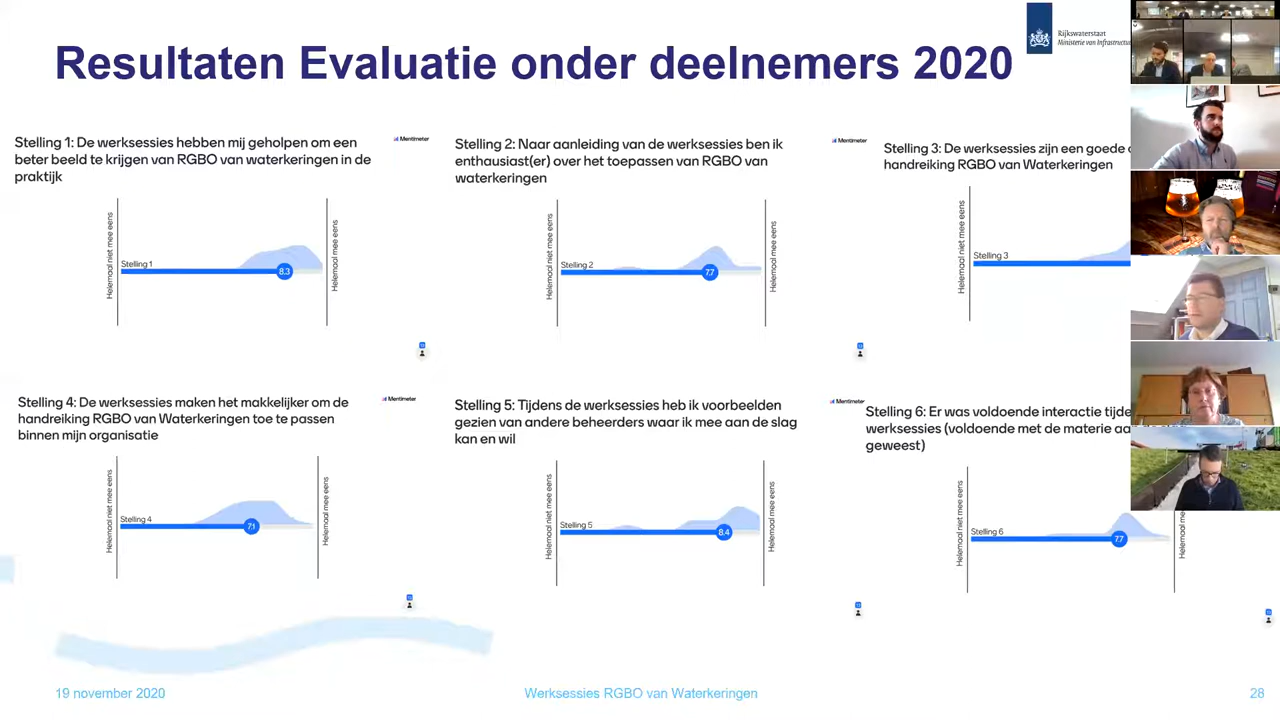 Resultaten Evaluatie onder deelnemers 2020
Rijkswaterstaat
Ministerie van Infrastructuur
Stelling 1: De werksessies hebben mij geholpen om een
beter beeld te krijgen van RGBO van waterkeringen in de
praktijk
Mentimeter
Helemaal niet mee eens
Stelling 1
8.3
Helemaal mee eens
Stelling 2: Naar aanleiding van de werksessies ben ik
enthousiast(er) over het toepassen van RGBO van
waterkeringen
Mentimeter
Helemaal niet mee eens
Stelling 2
7.7
Helemaal mee eens
Stelling 3: De werksessies zijn een goede
handreiking RGBO van Waterkeringen
Helemaal niet mee eens
Stelling 3
Stelling 4: De werksessies maken het makkelijker om de
handreiking RGBO van Waterkeringen toe te passen
binnen mijn organisatie
Mentimeter
Helemaal niet mee eens
Stelling 4
7.1
Helemaal mee eens
Stelling 5: Tijdens de werksessies heb ik voorbeelden
gezien van andere beheerders waar ik mee aan de slag
kan en wil
Mentimeter
Helemaal niet mee eens
Stelling 5
8.4
Helemaal mee eens
Stelling 6: Er was voldoende interactie tijde
werksessies (voldoende met de materie aa
geweest)
Helemaal niet mee eens
Stelling 6
7.7
Helemaal mee
19 november 2020
Werksessies RGBO van Waterkeringen
28